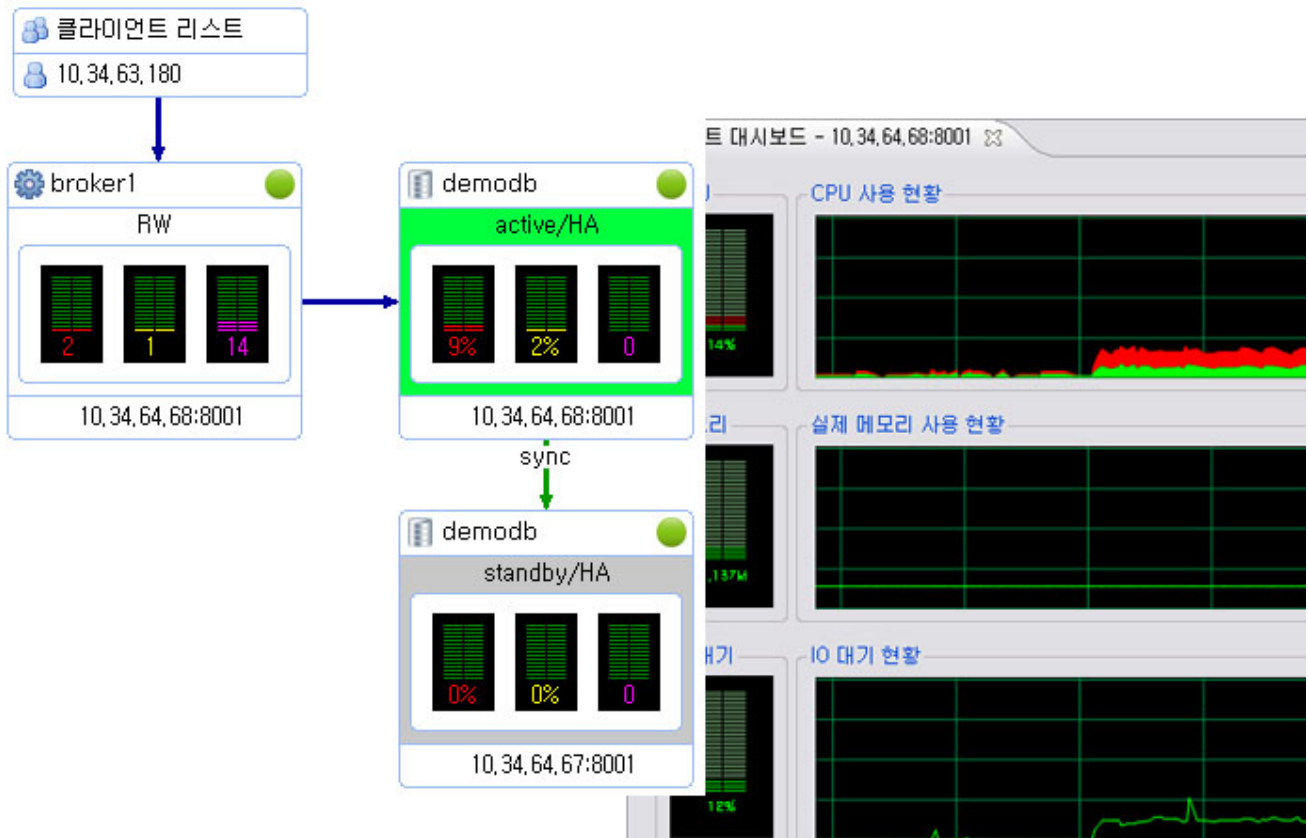 클라이언트 리스트
10,34,63,180
broker1
RW
2 1 14
10,34,64,68:8001
demodb
active/HA
9% 2% 0
10,34,64,68:8001
sync
demodb
standby/HA
0% 0% 0
10,34,64,67:8001
트 대시보드 - 10,34,64,68:8001
CPU 사용 현황
14%
리
실제 메모리 사용 현황
,137M
대기
IO 대기 현황
12%